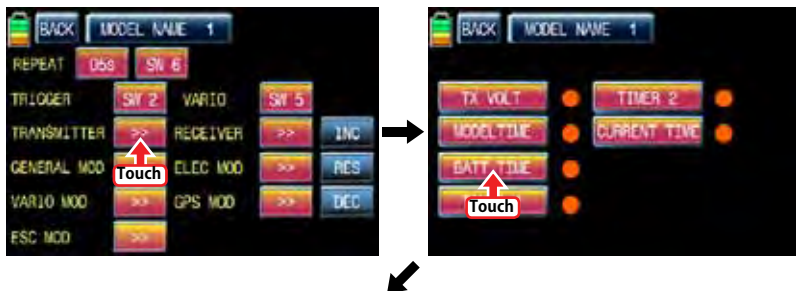 BACK MODEL NAME 1
REPEAT 05s SW 6
TRIGGER SW 2 VARIO SW 5
TRANSMITTER >> RECEIVER >> INC
GENERAL MOD Touch ELEC MOD >> RES
VARIO MOD >> GPS MOD >> DEC
ESC MOD >>
BACK MODEL NAME 1
TX VOLT TIMER 2
MODELTIME CURRENT TIME
BATT TIME
Touch